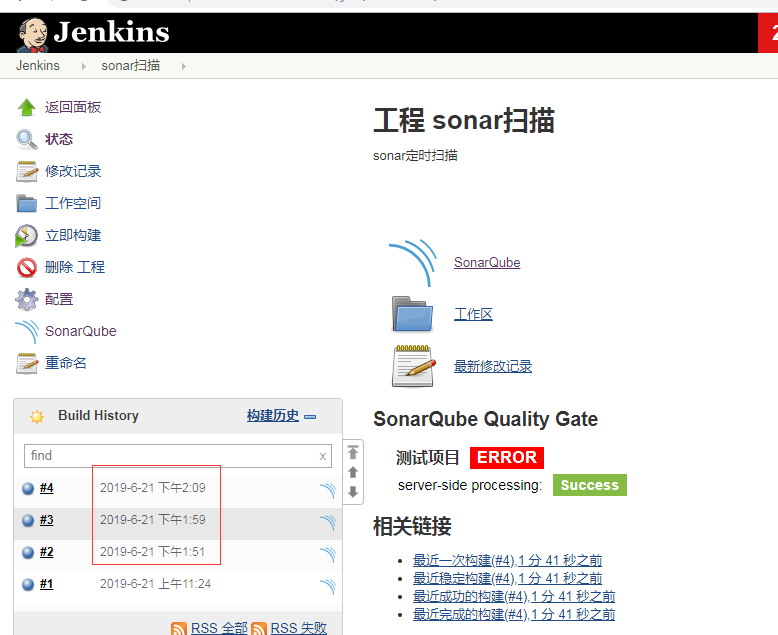 Jenkins
2
Jenkins sonar扫描
返回面板
状态
修改记录
工作空间
立即构建
删除 工程
配置
SonarQube
重命名
Build History 构建历史
find x
#4 2019-6-21 下午2:09
#3 2019-6-21 下午1:59
#2 2019-6-21 下午1:51
#1 2019-6-21 上午11:24
RSS 全部 RSS 失败
工程 sonar扫描
sonar定时扫描
SonarQube
工作区
最新修改记录
SonarQube Quality Gate
测试项目 ERROR
server-side processing: Success
相关链接
最近一次构建(#4),1 分 41 秒之前
最近稳定构建(#4),1 分 41 秒之前
最近成功的构建(#4),1 分 41 秒之前
最近完成的构建(#4),1 分 41 秒之前